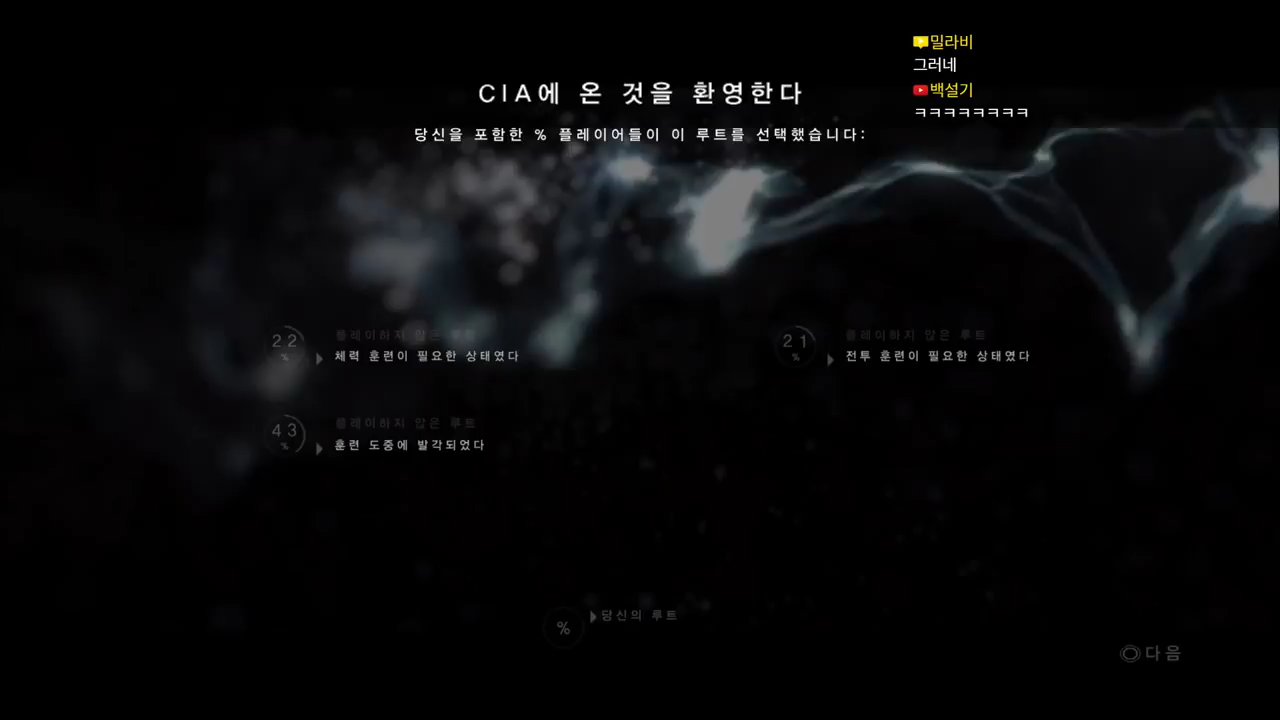 밀라비
그러네
백설기
ㅋㅋㅋㅋㅋㅋㅋㅋ
CIA에 온 것을 환영한다
당신을 포함한 % 플레이어들이 이 루트를 선택했습니다:
22
%
플레이하지 않은 루트
체력 훈련이 필요한 상태였다
21
%
플레이하지 않은 루트
전투 훈련이 필요한 상태였다
43
%
플레이하지 않은 루트
훈련 도중에 발각되었다
%
당신의 루트
다음